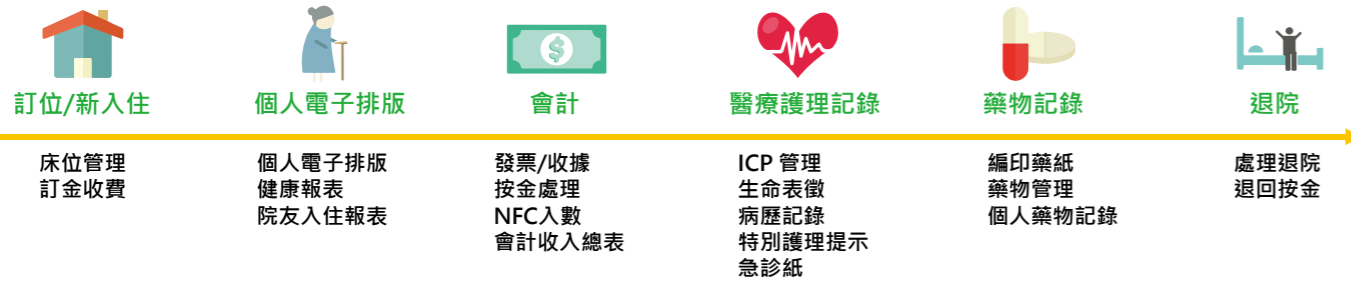 訂位/新入住
個人電子排版
會計
醫療護理記錄
藥物記錄
退院
床位管理
訂金收費
個人電子排版
健康報表
院友入住報表
發票/收據
按金處理
NFC入數
會計收入總表
ICP 管理
生命表徵
病歷記錄
特別護理提示
急診紙
編印藥紙
藥物管理
個人藥物記錄
處理退院
退回按金